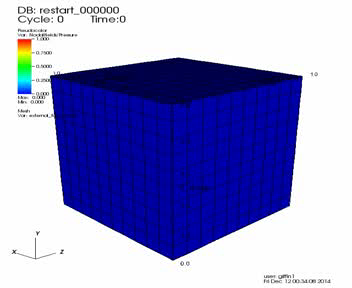 DB: restart_000000
Cycle: 0 Time:0
Pseudocolor
Var: NodalFields/Pressure
1.000
0.7500
0.5000
0.2500
0.000
Max: 0.000
Min: 0.000
Mesh
1.0
1.0
0.0
Y
X
Z
user: giffin1
Fri Dec 12 00:34:08 2014